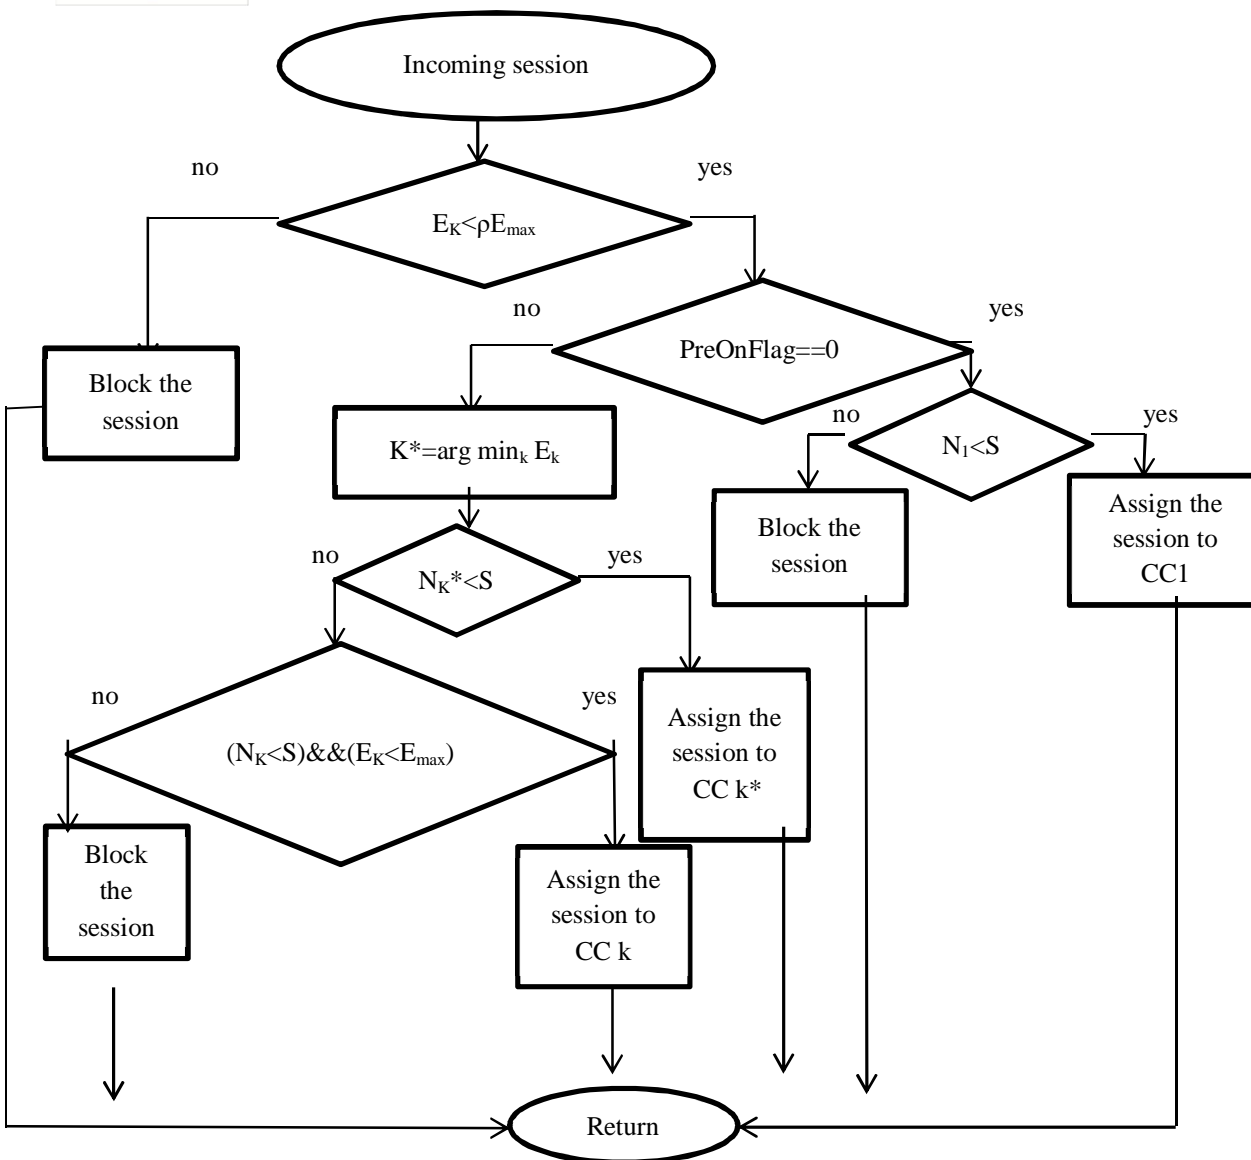 Incoming session
no
yes
E_K<ρE_max
no
yes
PreOnFlag==0
Block the
session
no
yes
K*=arg min_k E_k
N_1<S
Block the
session
Assign the
session to
CC1
no
yes
N_K*<S
no
yes
(N_K<S)&&(E_K<E_max)
Assign the
session to
CC k*
Block
the
session
Assign the
session to
CC k
Return